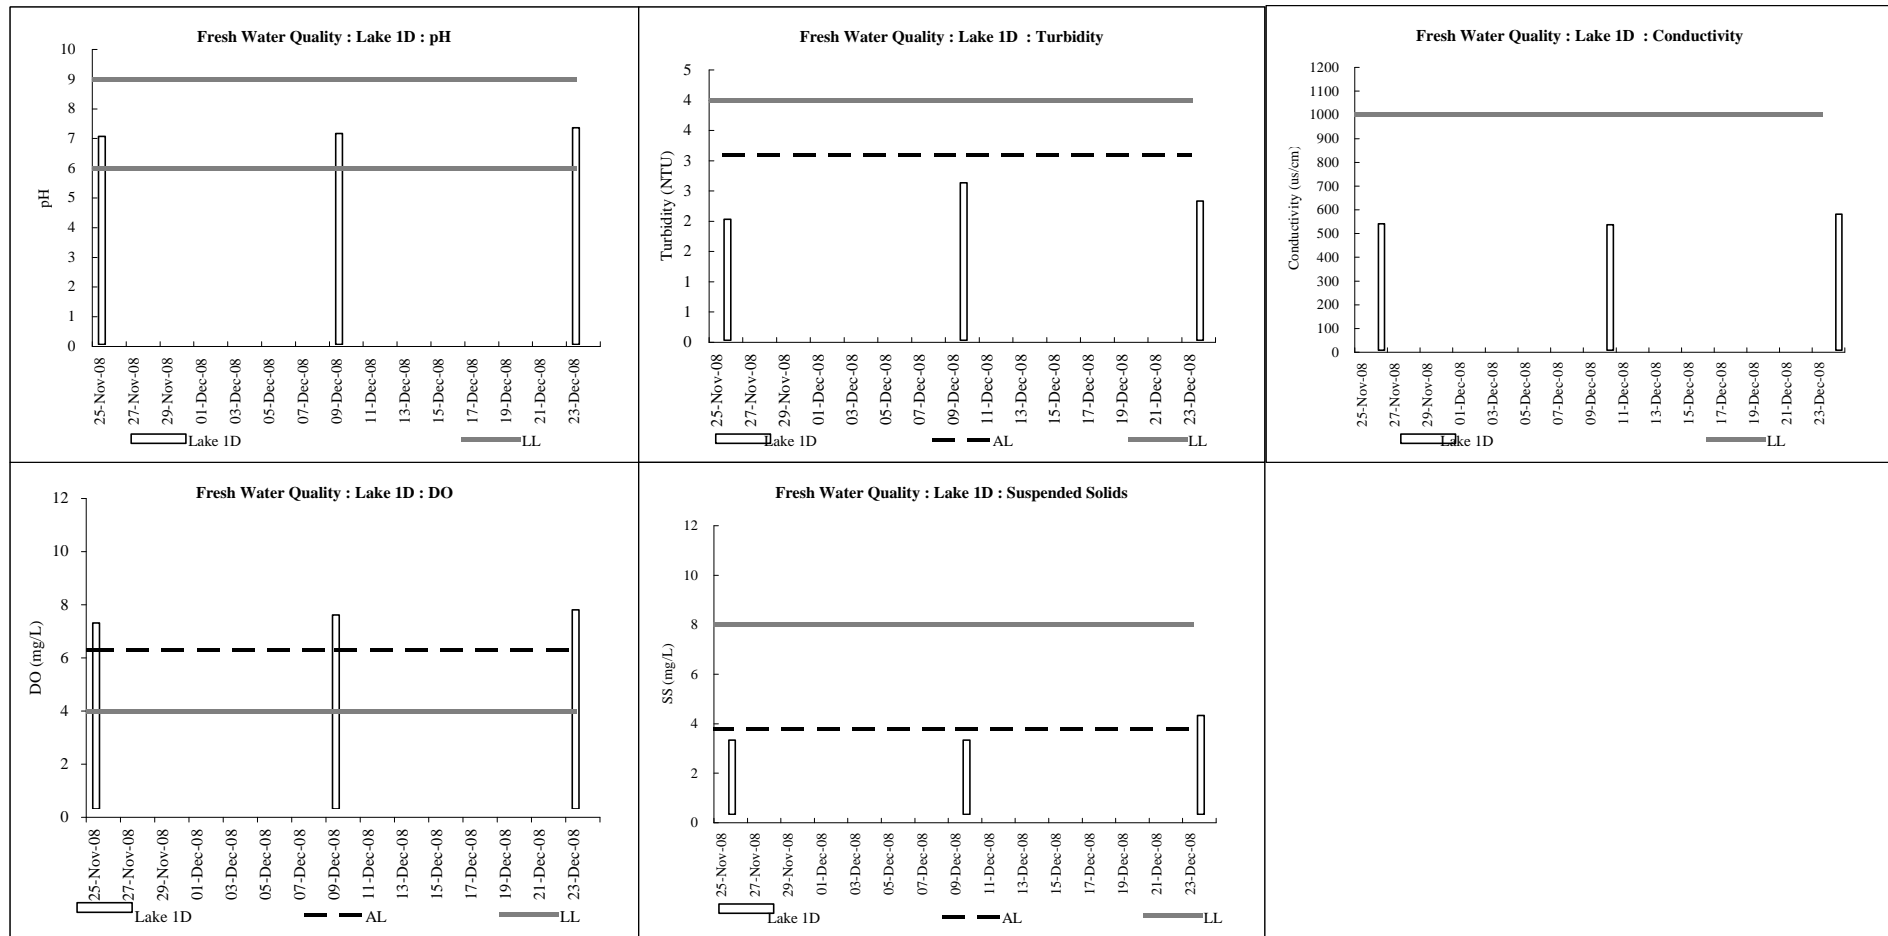 Fresh Water Quality : Lake 1D : pH
10
9
8
7
6
5
4
3
2
1
0
pH
25-Nov-08
27-Nov-08
29-Nov-08
01-Dec-08
03-Dec-08
05-Dec-08
07-Dec-08
09-Dec-08
11-Dec-08
13-Dec-08
15-Dec-08
17-Dec-08
19-Dec-08
21-Dec-08
23-Dec-08
Lake 1D LL
Fresh Water Quality : Lake 1D : Turbidity
5
4
4
3
3
2
2
1
1
0
Turbidity (NTU)
25-Nov-08
27-Nov-08
29-Nov-08
01-Dec-08
03-Dec-08
05-Dec-08
07-Dec-08
09-Dec-08
11-Dec-08
13-Dec-08
15-Dec-08
17-Dec-08
19-Dec-08
21-Dec-08
23-Dec-08
Lake 1D AL LL
Fresh Water Quality : Lake 1D : Conductivity
1200
1100
1000
900
800
700
600
500
400
300
200
100
0
Conductivity (us/cm)
25-Nov-08
27-Nov-08
29-Nov-08
01-Dec-08
03-Dec-08
05-Dec-08
07-Dec-08
09-Dec-08
11-Dec-08
13-Dec-08
15-Dec-08
17-Dec-08
19-Dec-08
21-Dec-08
23-Dec-08
Lake 1D LL
Fresh Water Quality : Lake 1D : DO
12
10
8
6
4
2
0
DO (mg/L)
25-Nov-08
27-Nov-08
29-Nov-08
01-Dec-08
03-Dec-08
05-Dec-08
07-Dec-08
09-Dec-08
11-Dec-08
13-Dec-08
15-Dec-08
17-Dec-08
19-Dec-08
21-Dec-08
23-Dec-08
Lake 1D AL LL
Fresh Water Quality : Lake 1D : Suspended Solids
12
10
8
6
4
2
0
SS (mg/L)
25-Nov-08
27-Nov-08
29-Nov-08
01-Dec-08
03-Dec-08
05-Dec-08
07-Dec-08
09-Dec-08
11-Dec-08
13-Dec-08
15-Dec-08
17-Dec-08
19-Dec-08
21-Dec-08
23-Dec-08
Lake 1D AL LL